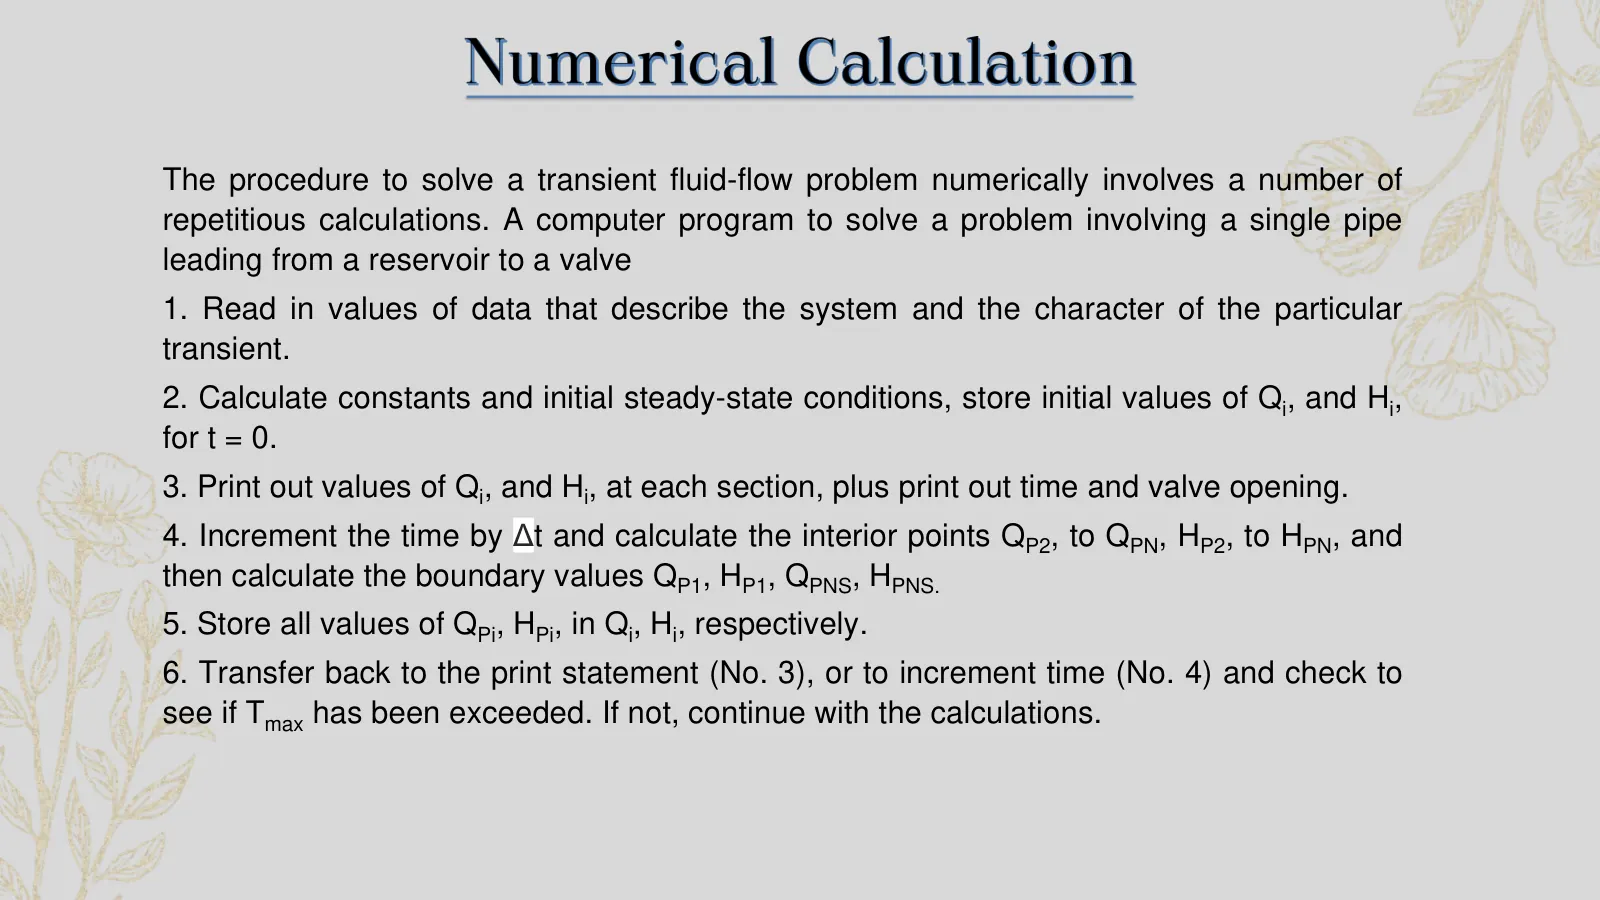 Numerical Calculation
The procedure to solve a transient fluid-flow problem numerically involves a number of
repetitious calculations. A computer program to solve a problem involving a single pipe
leading from a reservoir to a valve
1. Read in values of data that describe the system and the character of the particular
transient.
2. Calculate constants and initial steady-state conditions, store initial values of Qi, and Hi,
for t = 0.
3. Print out values of Qi, and Hi, at each section, plus print out time and valve opening.
4. Increment the time by Δt and calculate the interior points QP2, to QPN, HP2, to HPN, and
then calculate the boundary values QP1, HP1, QPNS, HPNS.
5. Store all values of QPi, HPi, in Qi, Hi, respectively.
6. Transfer back to the print statement (No. 3), or to increment time (No. 4) and check to
see if Tmax has been exceeded. If not, continue with the calculations.